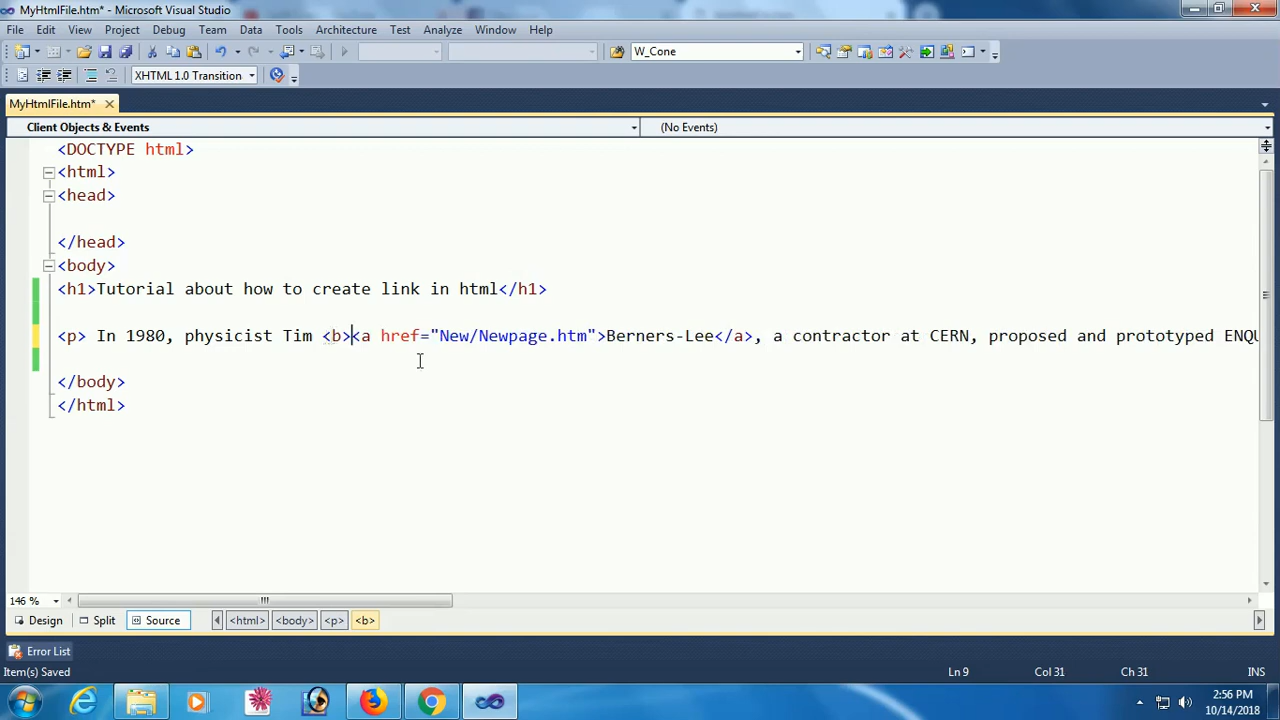 MyHtmlFile.htm* - Microsoft Visual Studio
File Edit View Project Debug Team Data Tools Architecture Test Analyze Window Help
W_Cone
XHTML 1.0 Transition
MyHtmlFile.htm*
Client Objects & Events (No Events)
<DOCTYPE html>
<html>
<head>
</head>
<body>
<h1>Tutorial about how to create link in html</h1>
<p> In 1980, physicist Tim <b><a href="New/Newpage.htm">Berners-Lee</a>, a contractor at CERN, proposed and prototyped ENQU
</body>
</html>
146 %
Design Split Source <html> <body> <p> <b>
Error List
Item(s) Saved Ln 9 Col 31 Ch 31 INS
2:56 PM
10/14/2018